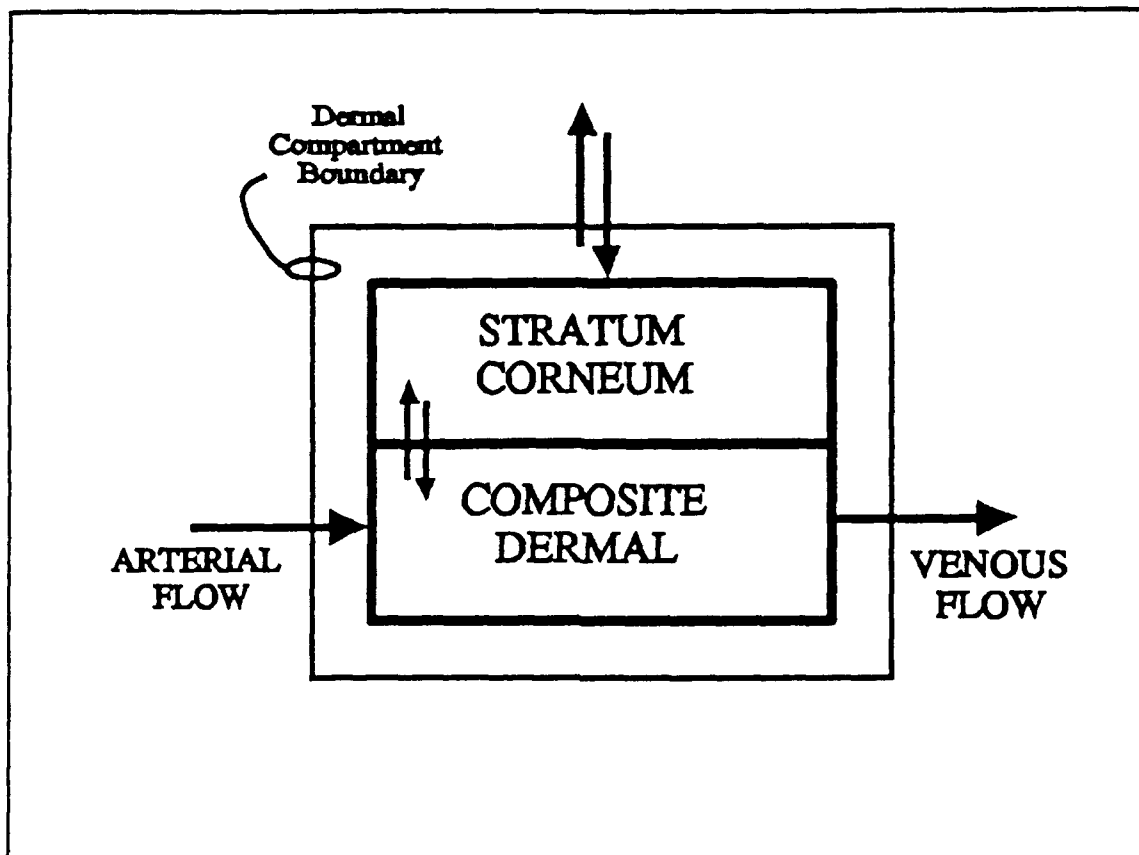 Dermal
Compartment
Boundary
STRATUM
CORNEUM
COMPOSITE
DERMAL
ARTERIAL
FLOW
VENOUS
FLOW